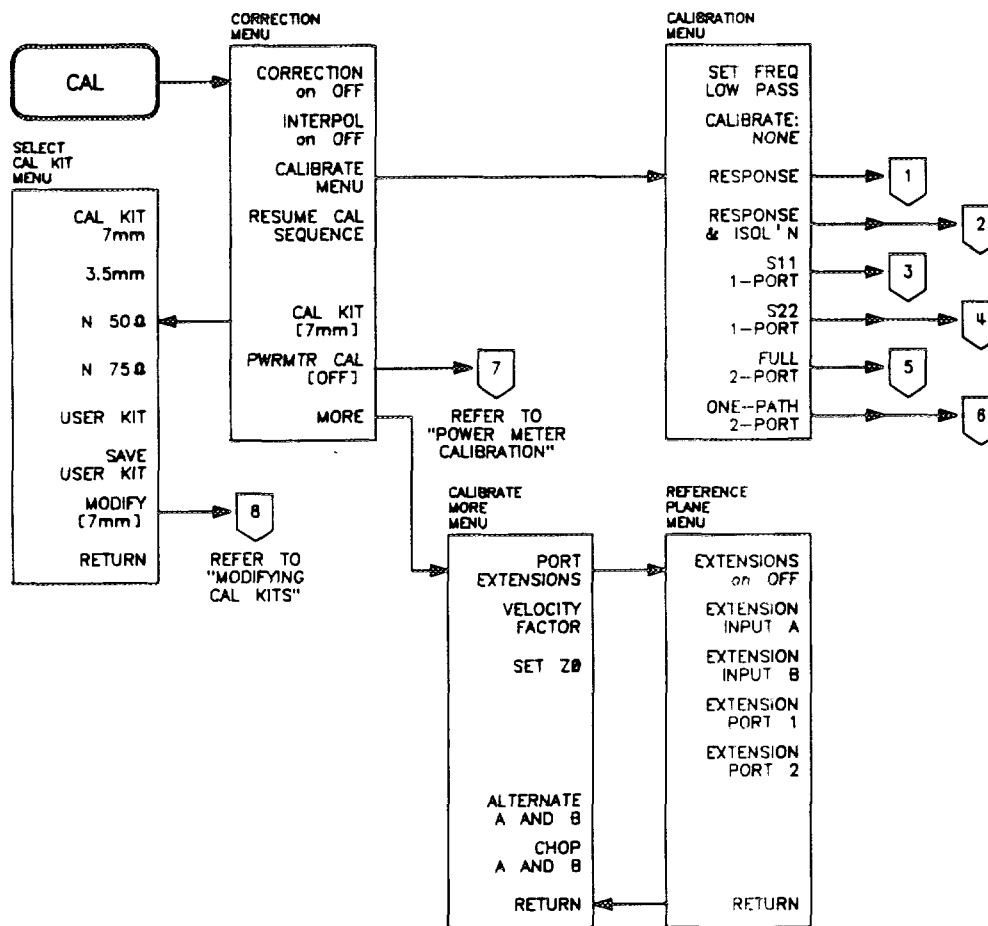 CAL
CORRECTION
MENU
CORRECTION
on OFF
INTERPOL
on OFF
CALIBRATE
MENU
RESUME CAL
SEQUENCE
CAL KIT
[7mm]
PWRMTR CAL
[OFF]
MORE
CALIBRATION
MENU
SET FREQ
LOW PASS
CALIBRATE:
NONE
RESPONSE
1
RESPONSE
& ISOL'N
2
S11
1-PORT
3
S22
1-PORT
4
FULL
2-PORT
5
ONE-PATH
2-PORT
6
SELECT
CAL KIT
MENU
CAL KIT
7mm
3.5mm
N 50Ω
N 75Ω
USER KIT
SAVE
USER KIT
MODIFY
[7mm]
RETURN
8
REFER TO
"MODIFYING
CAL KITS"
7
REFER TO
"POWER METER
CALIBRATION"
CALIBRATE
MORE
MENU
PORT
EXTENSIONS
VELOCITY
FACTOR
SET Z0
ALTERNATE
A AND B
CHOP
A AND B
RETURN
REFERENCE
PLANE
MENU
EXTENSIONS
on OFF
EXTENSION
INPUT A
EXTENSION
INPUT B
EXTENSION
PORT 1
EXTENSION
PORT 2
RETURN